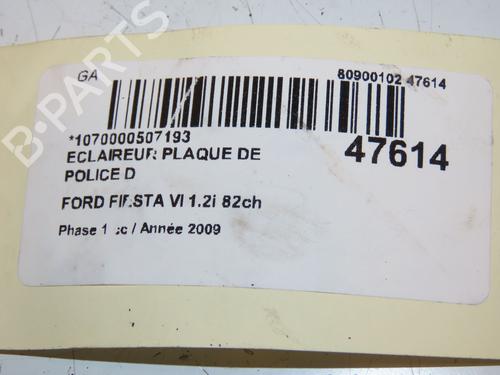 GA
80900102 47614
*1070000507193
47614
ECLAIREUR PLAQUE DE
POLICE D
FORD FIESTA VI 1.2i 82ch
Phase 1 cc / Année 2009
B-PARTS